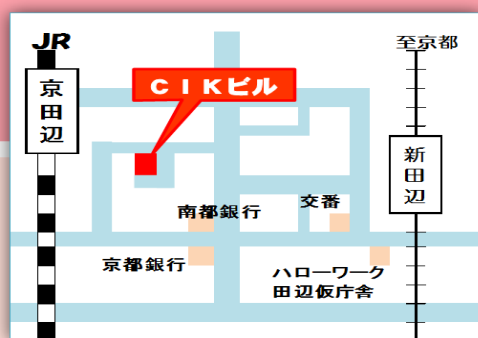 JR
至京都
京田辺
CIKビル
新田辺
南都銀行
交番
京都銀行
ハローワーク
田辺仮庁舎